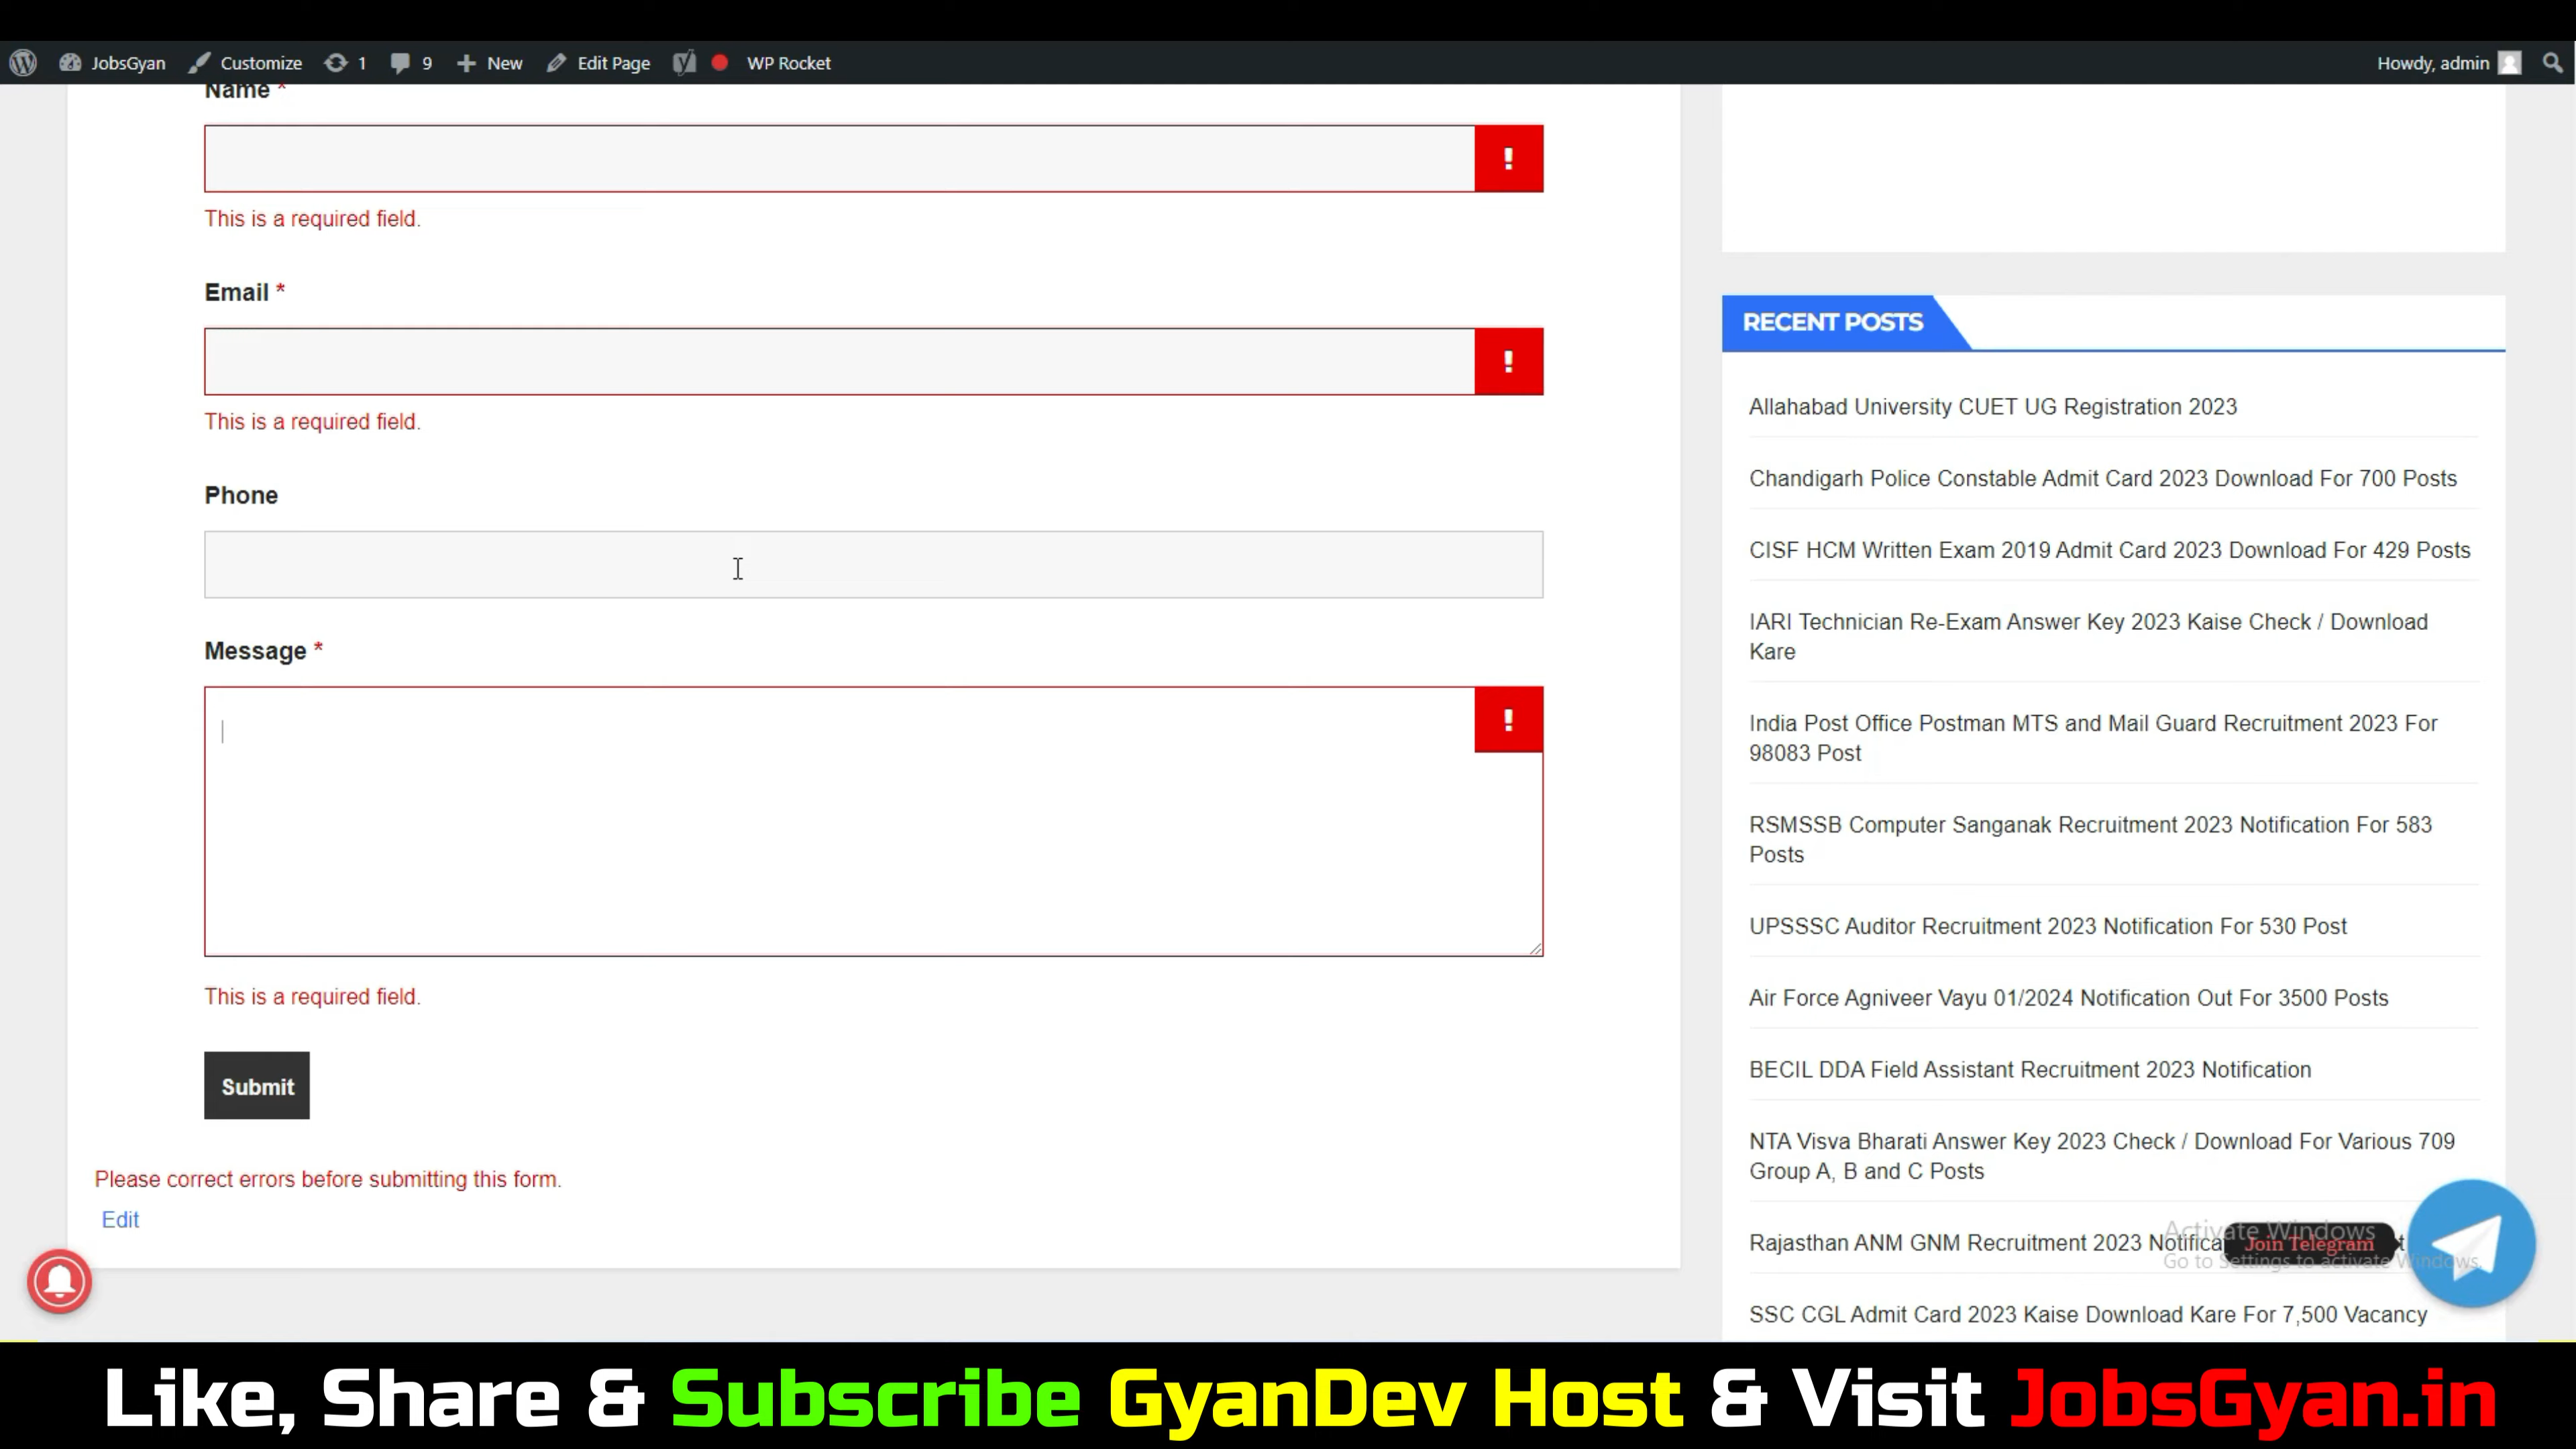 JobsGyan Customize 1 9 + New Edit Page WP Rocket Howdy, admin
Name *
!
This is a required field.
Email *
!
This is a required field.
Phone
Message *
!
This is a required field.
Submit
Please correct errors before submitting this form.
Edit
RECENT POSTS
Allahabad University CUET UG Registration 2023
Chandigarh Police Constable Admit Card 2023 Download For 700 Posts
CISF HCM Written Exam 2019 Admit Card 2023 Download For 429 Posts
IARI Technician Re-Exam Answer Key 2023 Kaise Check / Download
Kare
India Post Office Postman MTS and Mail Guard Recruitment 2023 For
98083 Post
RSMSSB Computer Sanganak Recruitment 2023 Notification For 583
Posts
UPSSSC Auditor Recruitment 2023 Notification For 530 Post
Air Force Agniveer Vayu 01/2024 Notification Out For 3500 Posts
BECIL DDA Field Assistant Recruitment 2023 Notification
NTA Visva Bharati Answer Key 2023 Check / Download For Various 709
Group A, B and C Posts
Rajasthan ANM GNM Recruitment 2023
Activate Windows
Join Telegram
Go to Settings to activate Windows.
SSC CGL Admit Card 2023 Kaise Download Kare For 7,500 Vacancy
Like, Share & Subscribe GyanDev Host & Visit JobsGyan.in